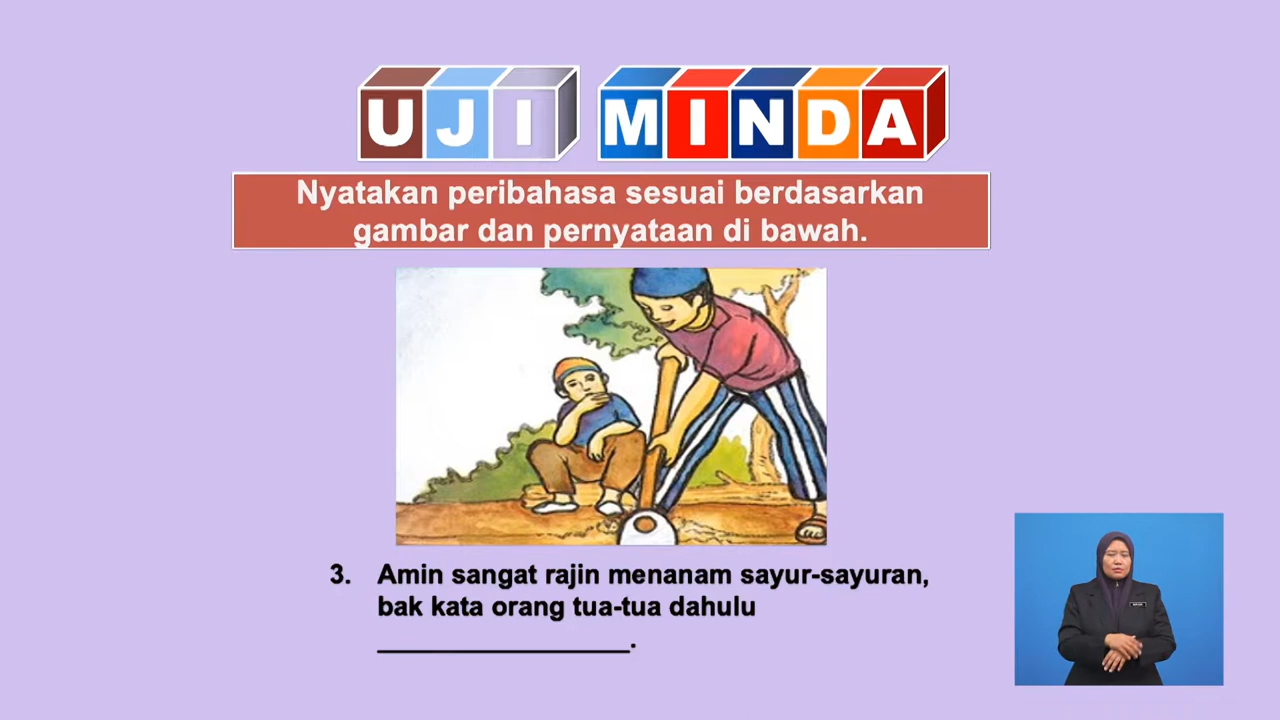 UJI MINDA
Nyatakan peribahasa sesuai berdasarkan
gambar dan pernyataan di bawah.
3. Amin sangat rajin menanam sayur-sayuran,
bak kata orang tua-tua dahulu
__________________.